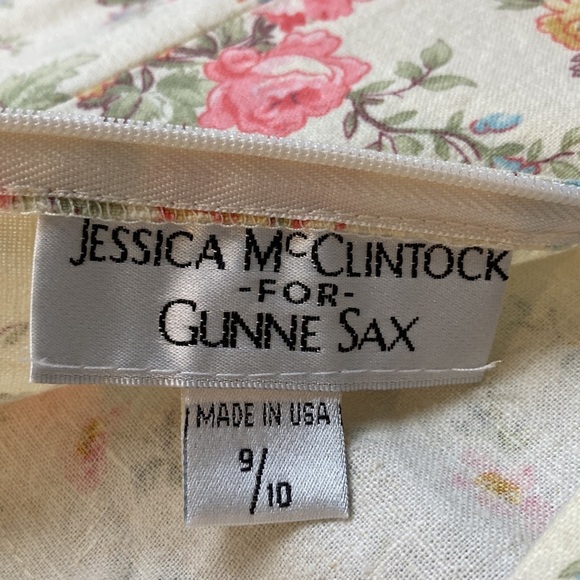 JESSICA McCLINTOCK
-FOR-
GUNNE SAX
MADE IN USA
9/10